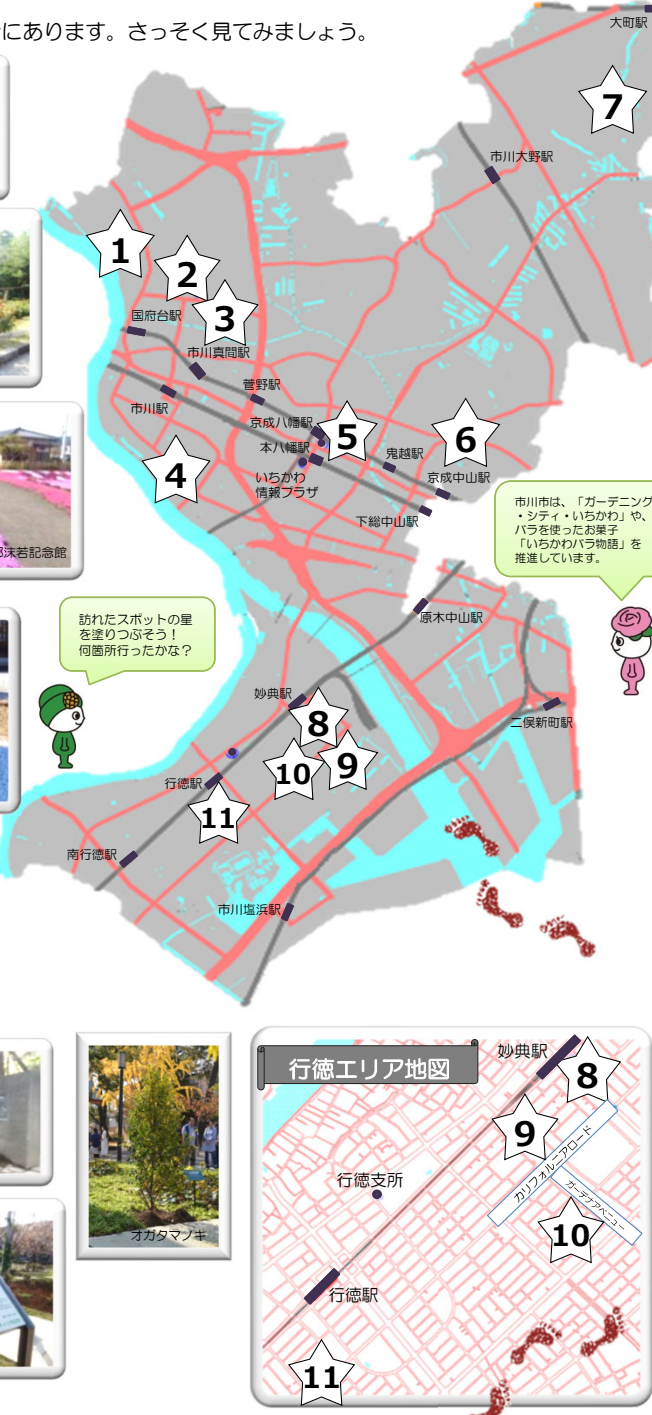 にあります。さっそく見てみましょう。
大町駅
7
市川大野駅
1
2
3
国府台駅
市川真間駅
菅野駅
市川駅
京成八幡駅
5
6
本八幡駅
鬼越駅
4
いちかわ
情報プラザ
京成中山駅
下総中山駅
市川市は、「ガーデニング
・シティ・いちかわ」や、
バラを使ったお菓子
「いちかわバラ物語」を
推進しています。
沫若記念館
訪れたスポットの星
を塗りつぶそう！
何箇所行ったかな？
原木中山駅
妙典駅
二俣新町駅
8
10
9
行徳駅
11
南行徳駅
市川塩浜駅
オガタマノキ
行徳エリア地図
妙典駅
8
9
カリフォルニアロード
行徳支所
ガーデナアベニュー
10
行徳駅
11